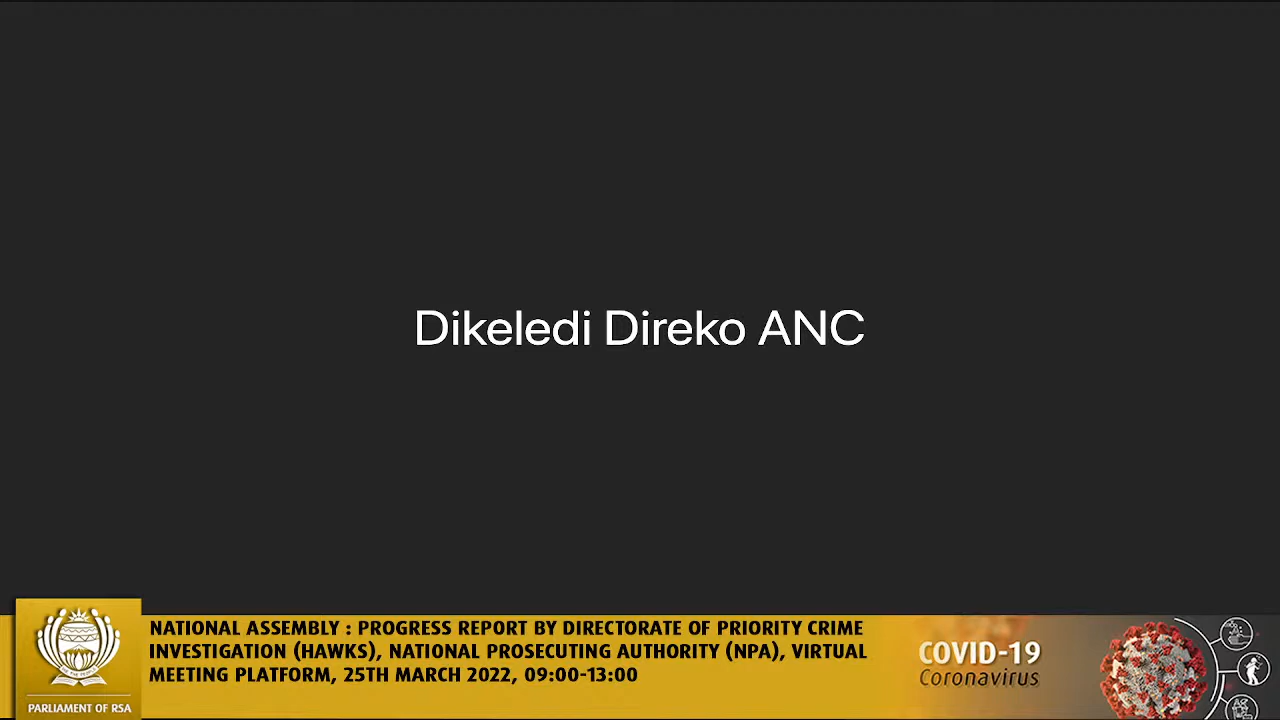 Dikeledi Direko ANC
NATIONAL ASSEMBLY : PROGRESS REPORT BY DIRECTORATE OF PRIORITY CRIME
INVESTIGATION (HAWKS), NATIONAL PROSECUTING AUTHORITY (NPA), VIRTUAL
MEETING PLATFORM, 25TH MARCH 2022, 09:00-13:00
COVID-19
Coronavirus
PARLIAMENT OF RSA